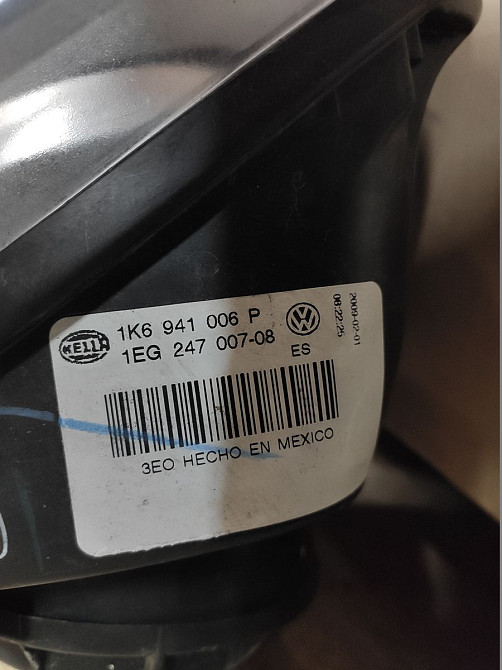 HELLA
1K6 941 006 P
1EG 247 007-08
ES
2009-02-01
08:22:25
3EO HECHO EN MEXICO